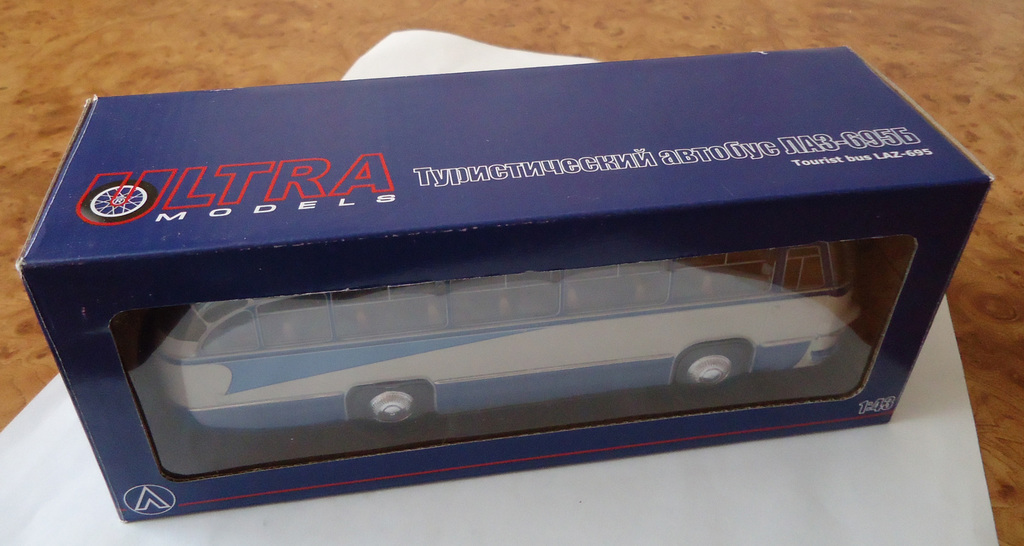 ULTRA
MODELS
Туристический автобус ЛАЗ-695Б
Tourist bus LAZ-695
1:43